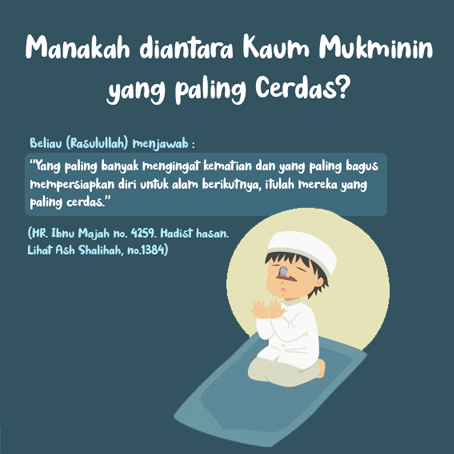 Manakah diantara Kaum Mukminin
yang paling Cerdas?
Beliau (Rasulullah) menjawab :
“Yang paling banyak mengingat kematian dan yang paling bagus
mempersiapkan diri untuk alam berikutnya, itulah mereka yang
paling cerdas.”
(HR. Ibnu Majah no. 4259. Hadist hasan.
Lihat Ash Shalihah, no.1384)